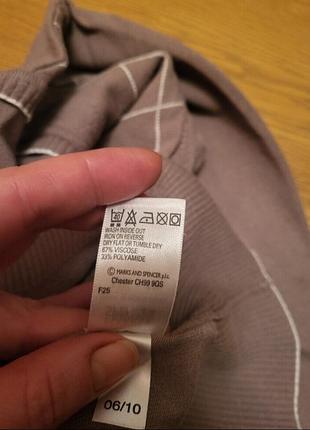 40
WASH INSIDE OUT
IRON ON REVERSE
DRY FLAT OR TUMBLE DRY
67% VISCOSE
33% POLYAMIDE
© MARKS AND SPENCER p.l.c.
Chester CH99 9QS
F25
06/10